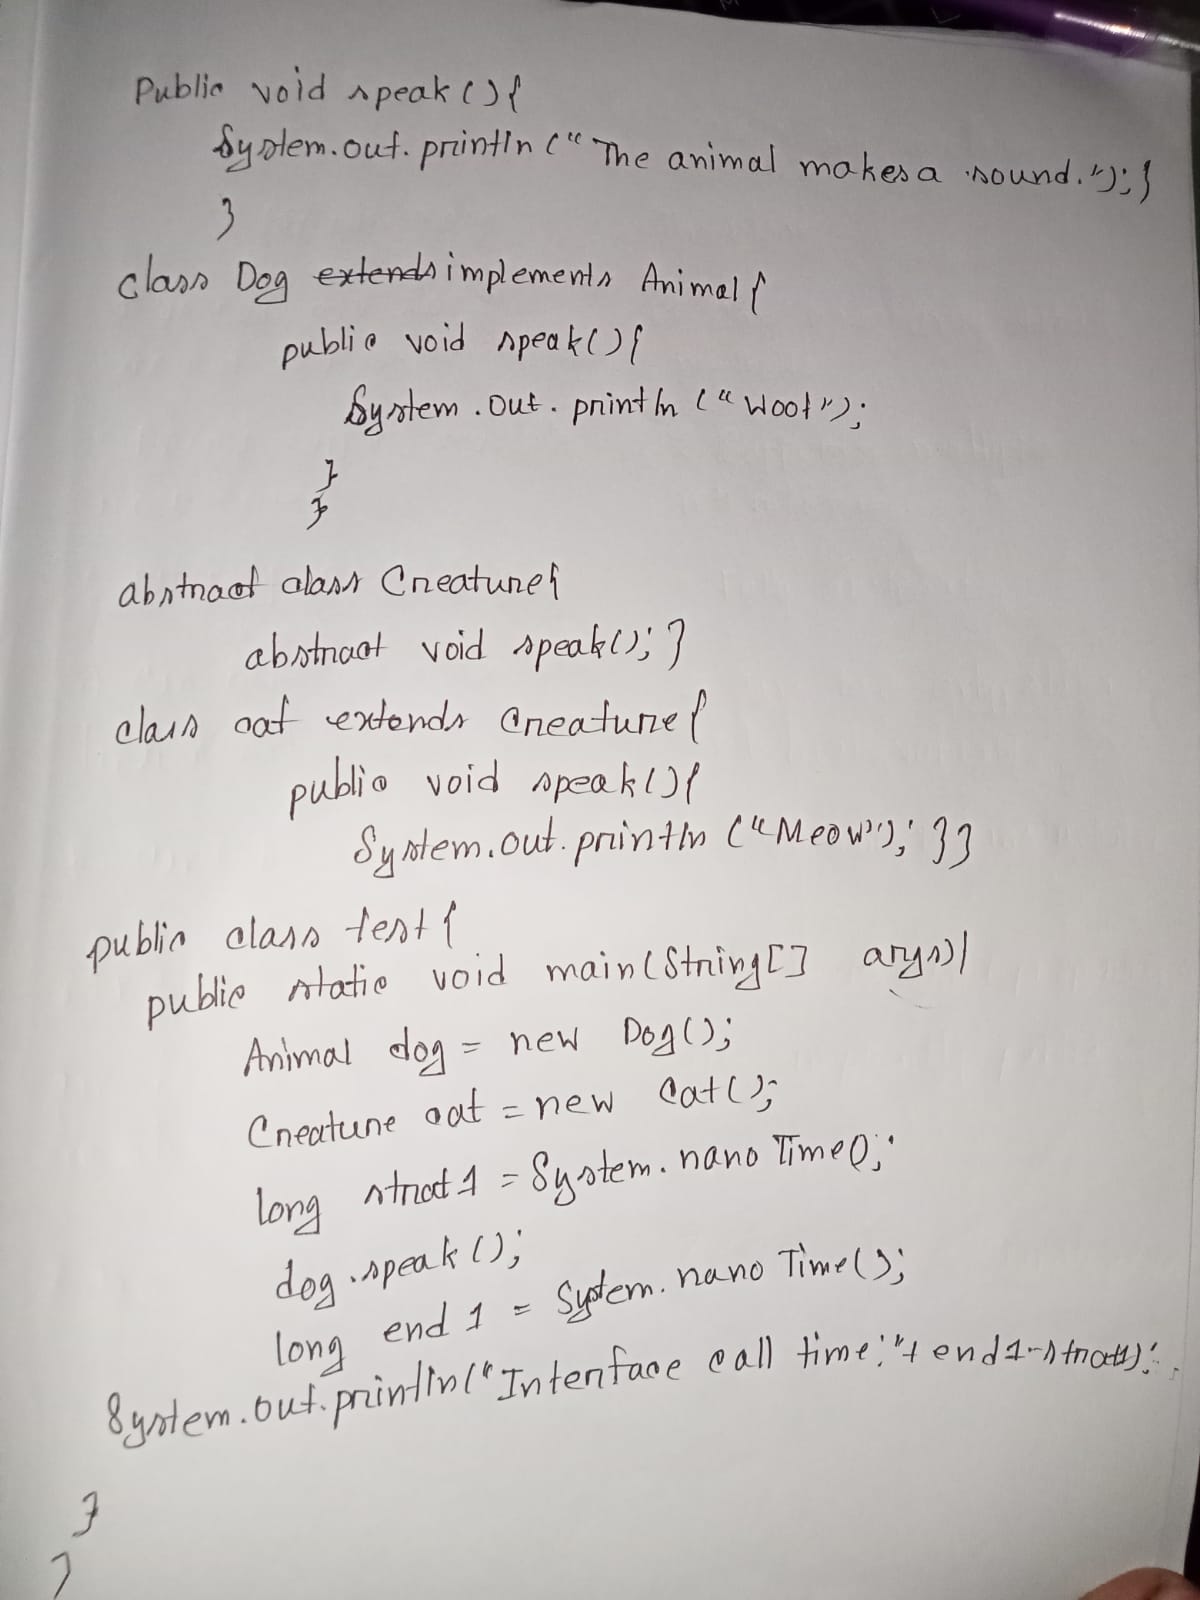 Public void speak(){
System.out.println("The animal makes a sound.");}
}
class Dog extends implements Animal{
public void speak(){
System.out.println("Woof");
}
}
abstract class Creature{
abstract void speak();}
class cat extends Creature{
public void speak(){
System.out.println("Meow");}}
public class test{
public static void main(String[] args){
Animal dog = new Dog();
Creature cat = new Cat();
long strat1 = System.nanoTime();
dog.speak();
long end1 = System.nanoTime();
System.out.println("Interface call time:"+end1-strat1);
}
}